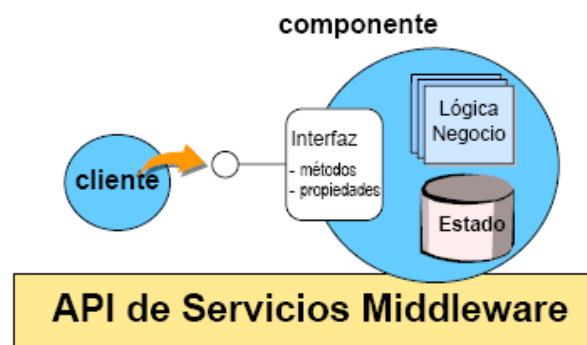 componente
cliente
Interfaz
- métodos
- propiedades
Lógica
Negocio
Estado
API de Servicios Middleware